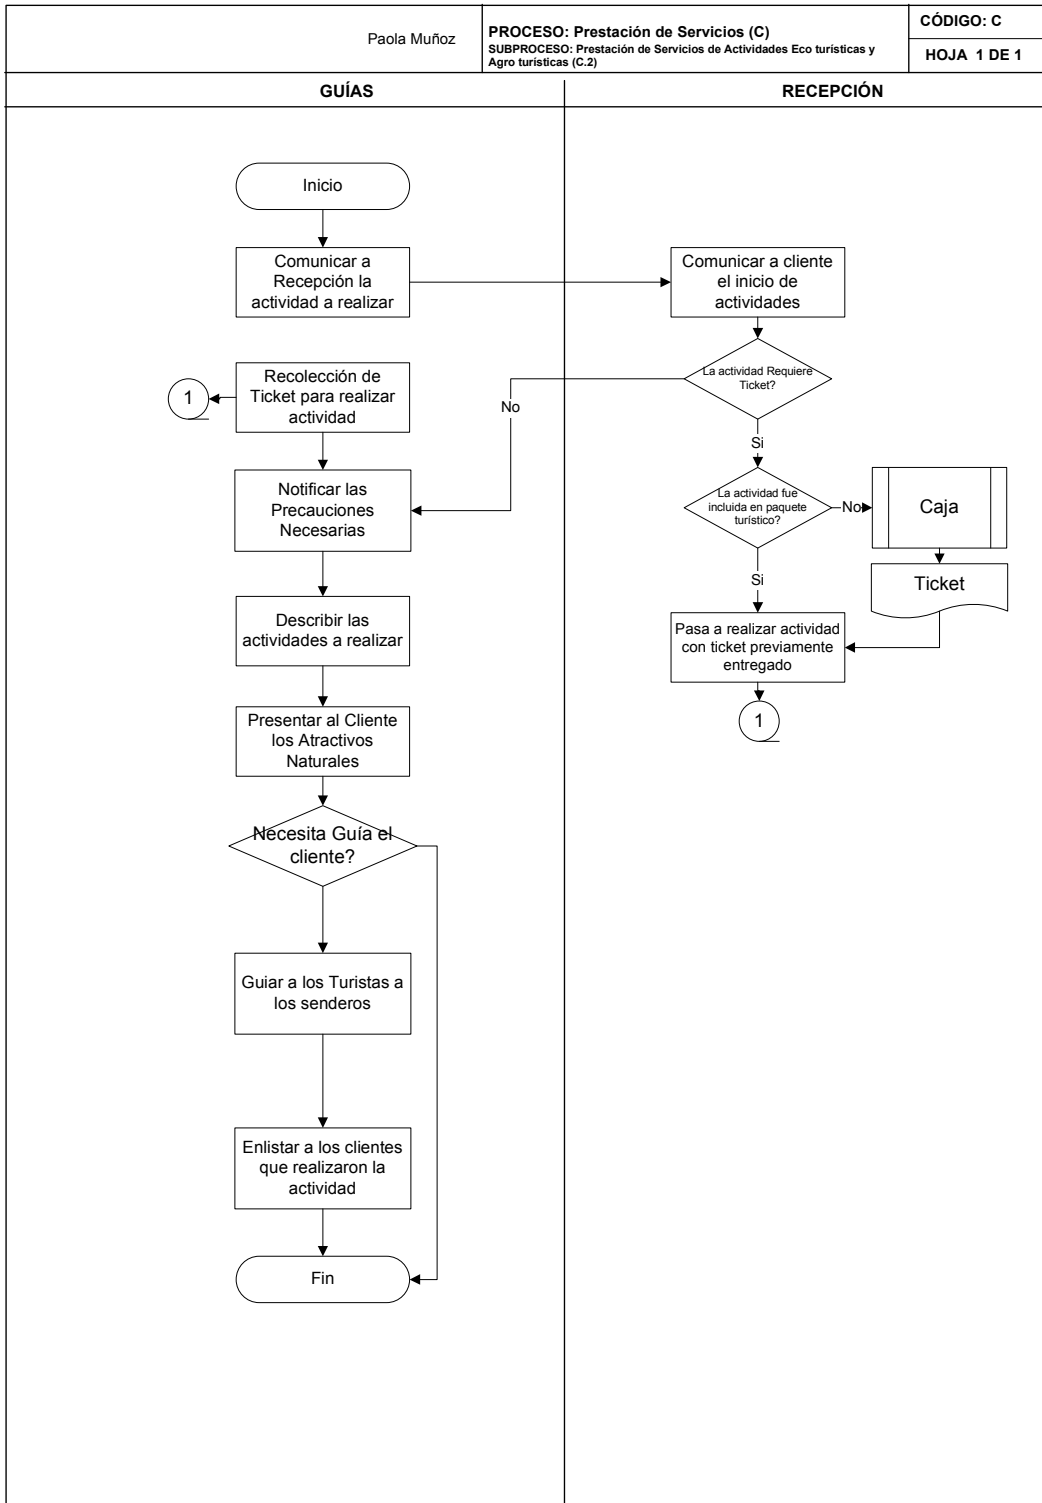 Paola Muñoz
PROCESO: Prestación de Servicios (C)
SUBPROCESO: Prestación de Servicios de Actividades Eco turísticas y
Agro turísticas (C.2)
CÓDIGO: C
HOJA 1 DE 1
GUÍAS
RECEPCIÓN
Inicio
Comunicar a
Recepción la
actividad a realizar
Comunicar a cliente
el inicio de
actividades
La actividad Requiere
Ticket?
No
Si
Recolección de
Ticket para realizar
actividad
1
Notificar las
Precauciones
Necesarias
La actividad fue
incluida en paquete
turístico?
No
Caja
Ticket
Si
Describir las
actividades a realizar
Pasa a realizar actividad
con ticket previamente
entregado
1
Presentar al Cliente
los Atractivos
Naturales
Necesita Guía el
cliente?
Guiar a los Turistas a
los senderos
Enlistar a los clientes
que realizaron la
actividad
Fin